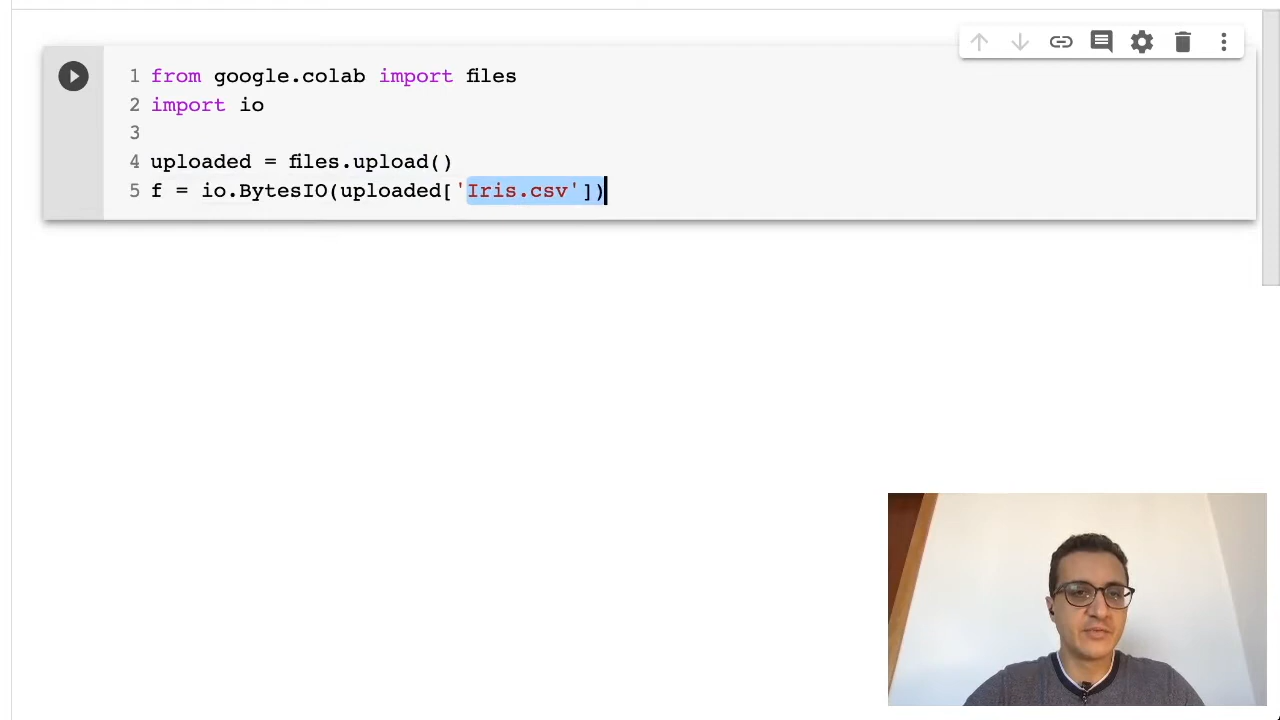 1 from google.colab import files
2 import io
3
4 uploaded = files.upload()
5 f = io.BytesIO(uploaded['Iris.csv'])